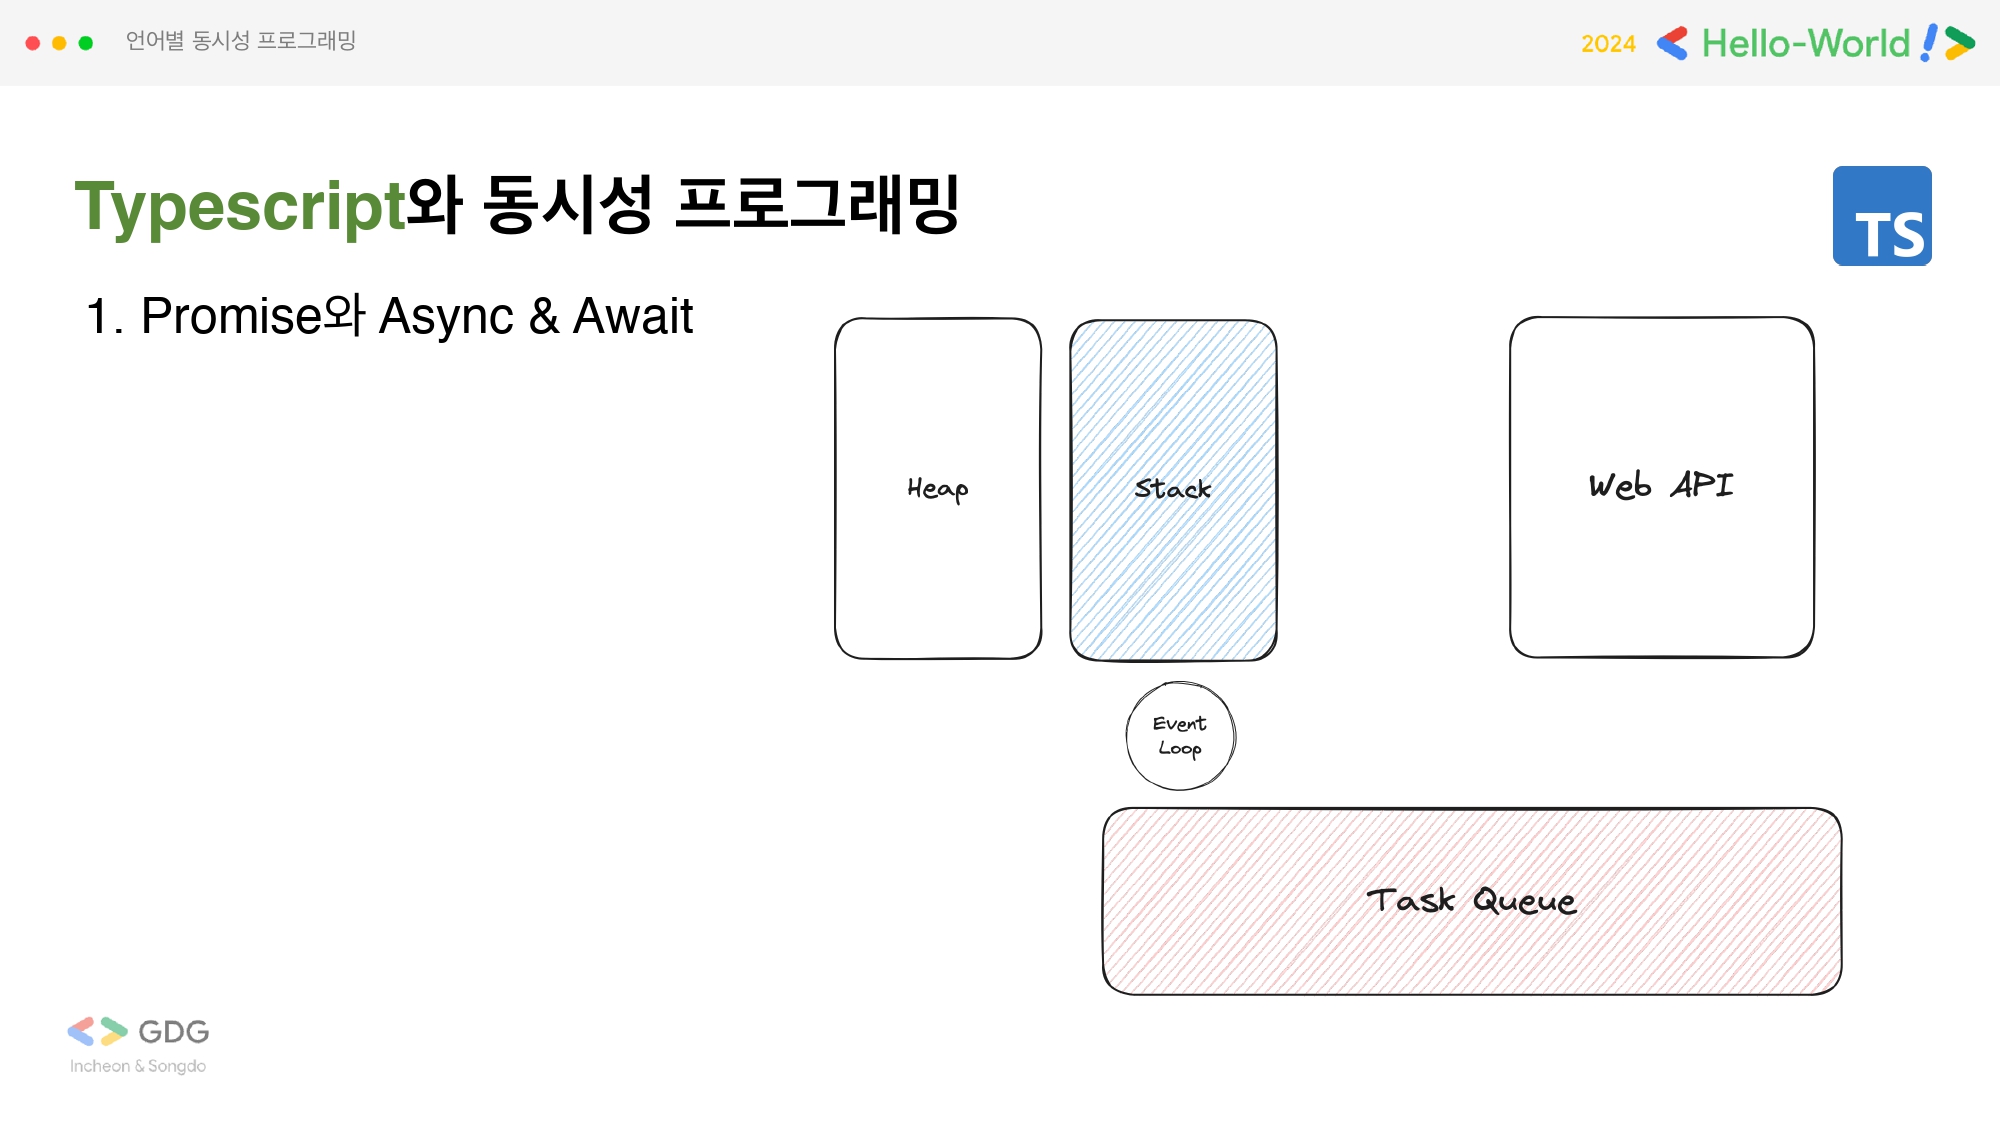 언어별 동시성 프로그래밍
2024 Hello-World!
Typescript와 동시성 프로그래밍
TS
1. Promise와 Async & Await
Heap
Stack
Web API
Event
Loop
Task Queue
GDG
Incheon & Songdo